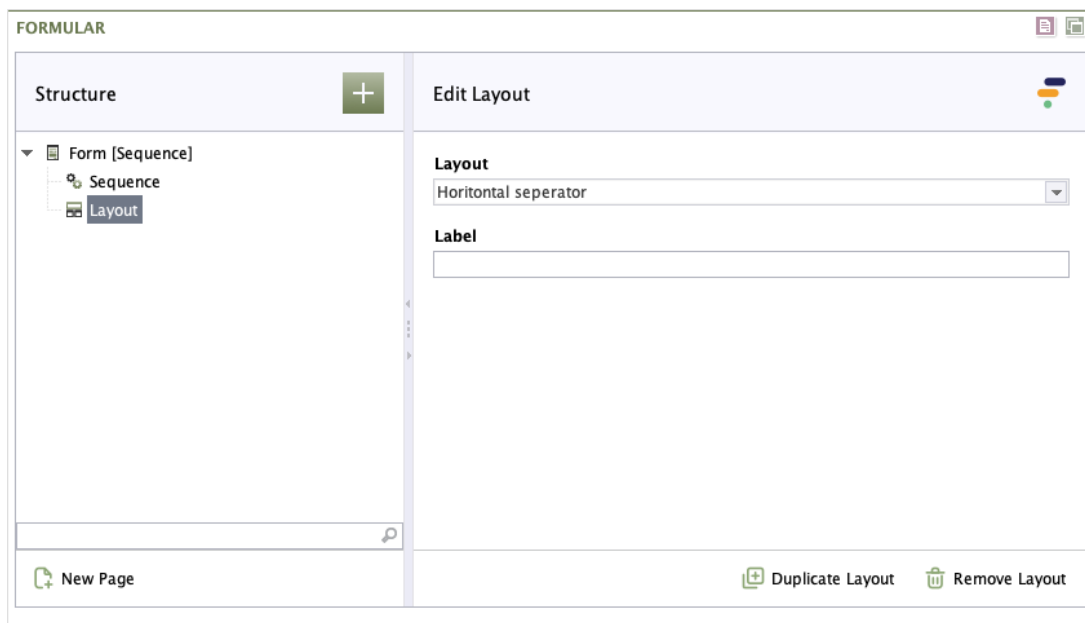 FORMULAR
Structure
Edit Layout
Form [Sequence]
Sequence
Layout
Layout
Horitontal seperator
Label
New Page
Duplicate Layout
Remove Layout